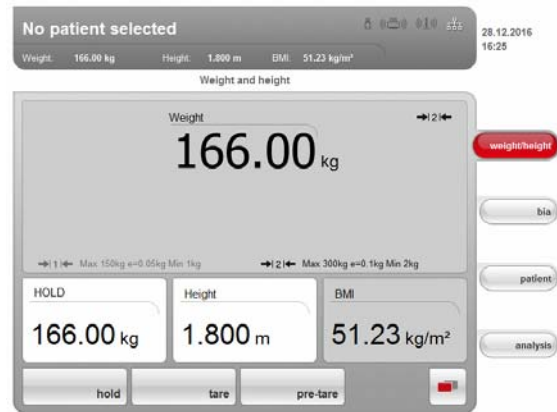 No patient selected
28.12.2016
16:25
Weight: 166.00 kg Height: 1.800 m BMI: 51.23 kg/m²
Weight and height
Weight →|2|←
166.00 kg
→|1|← Max 150kg e=0.05kg Min 1kg →|2|← Max 300kg e=0.1kg Min 2kg
HOLD Height BMI
166.00 kg 1.800 m 51.23 kg/m²
hold tare pre-tare
weight/height
bia
patient
analysis